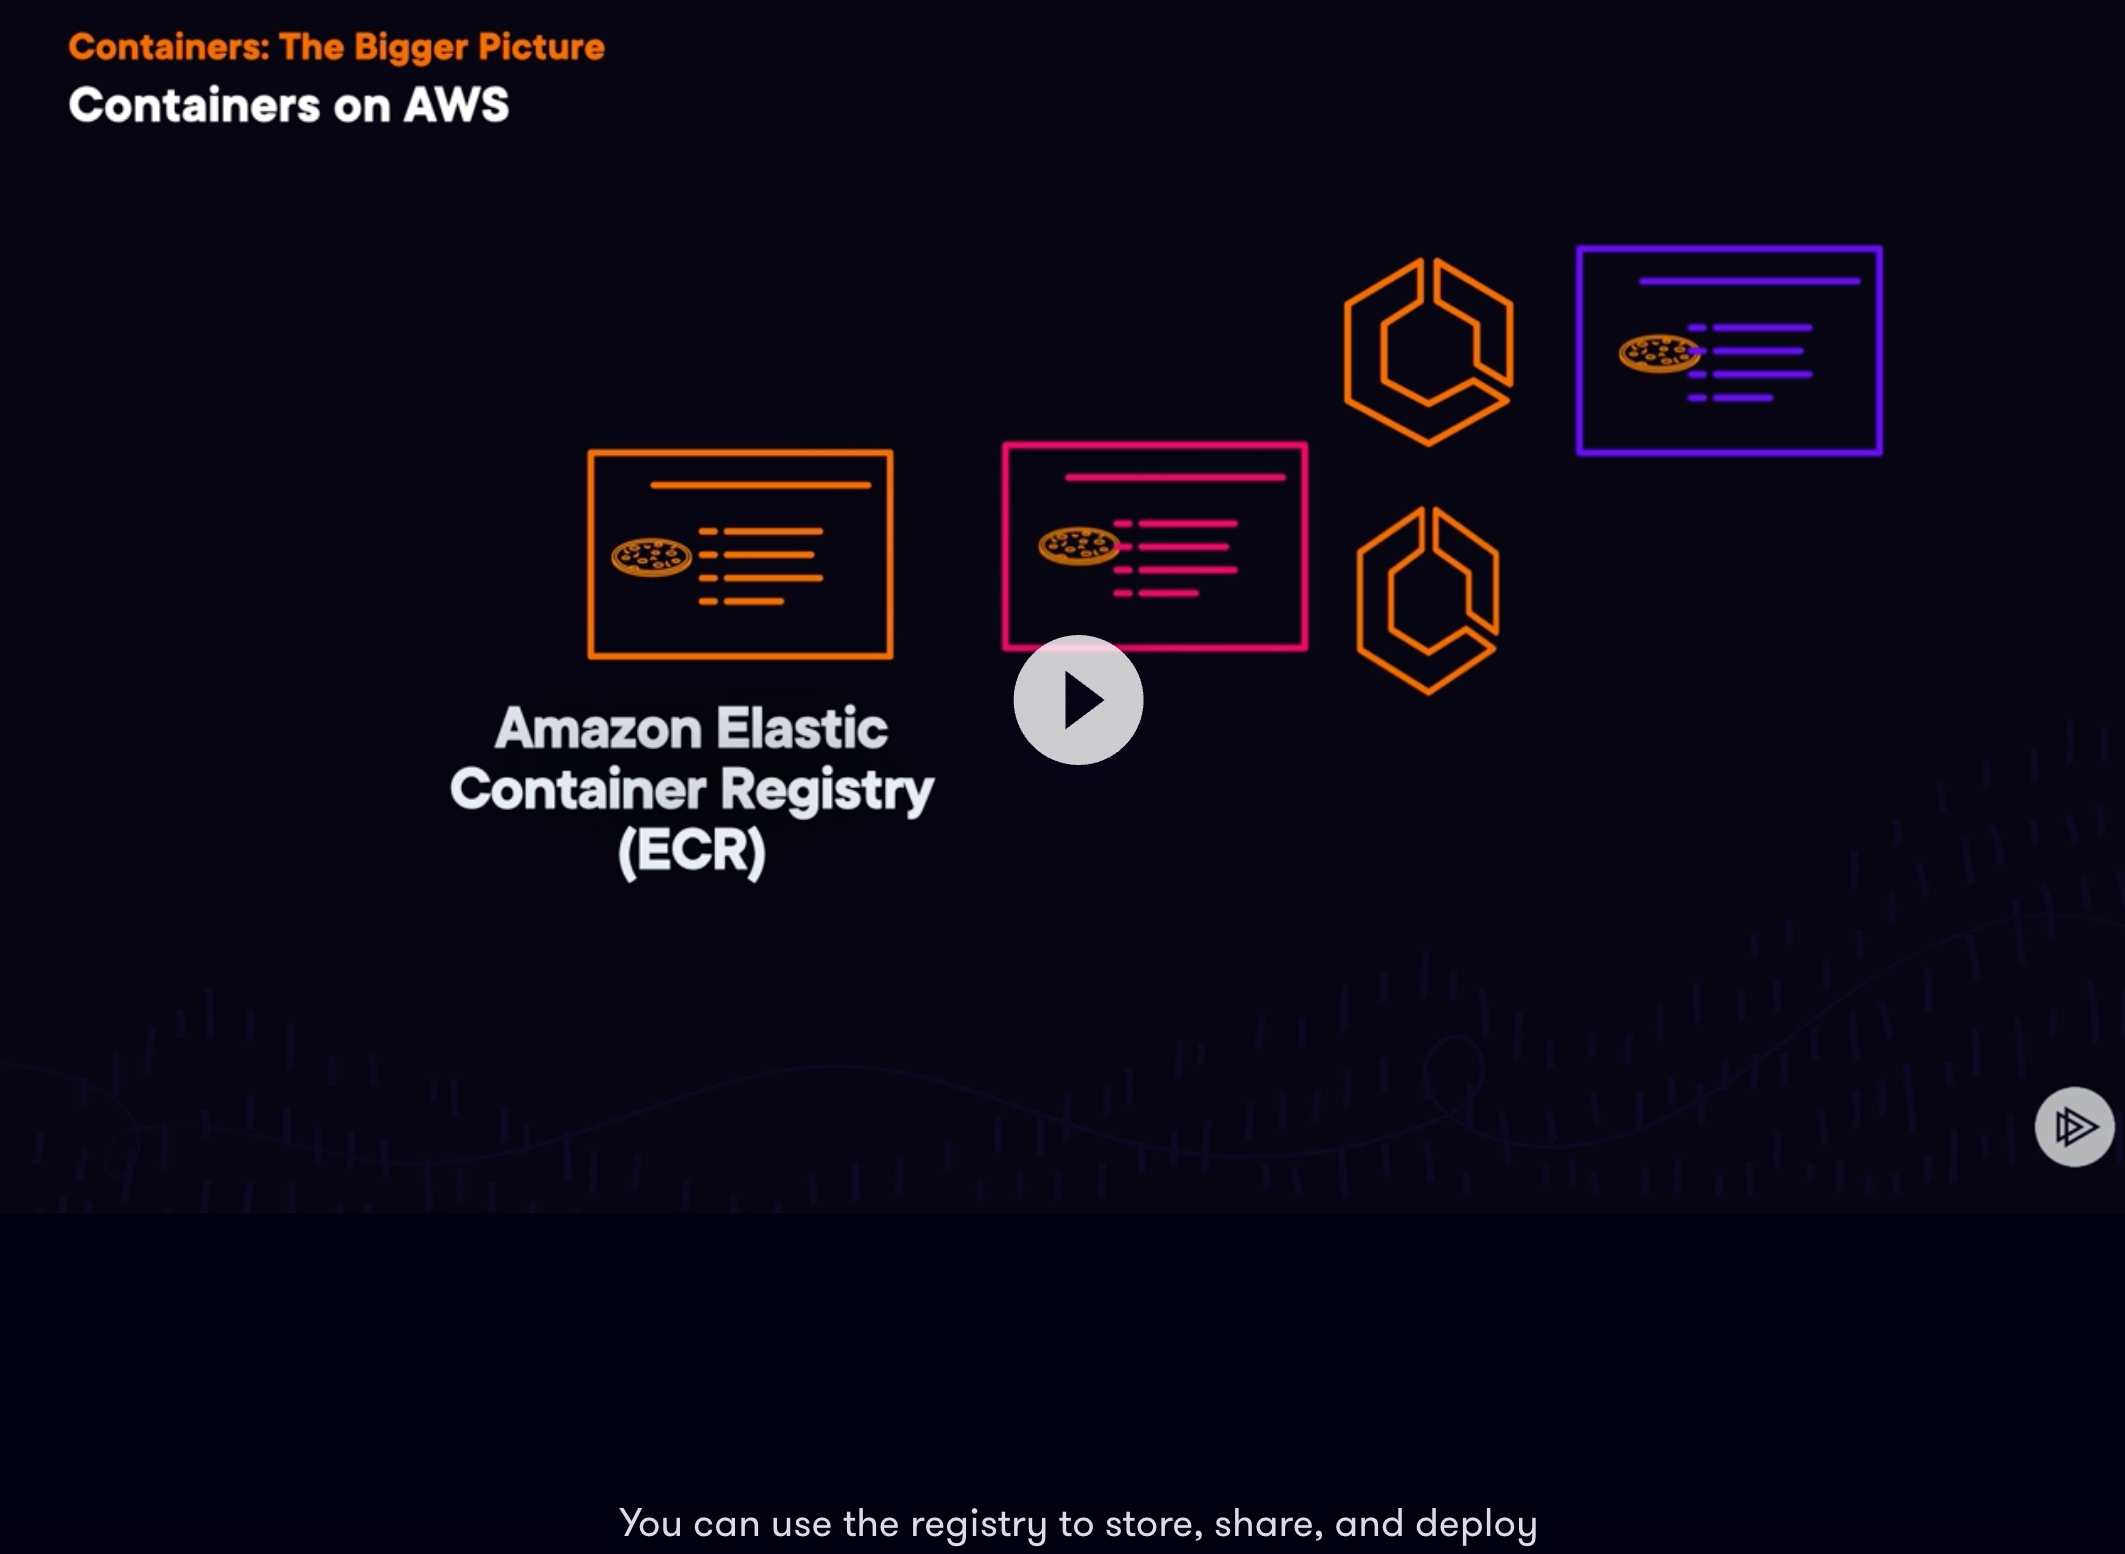 Containers: The Bigger Picture
Containers on AWS
Amazon Elastic
Container Registry
(ECR)
You can use the registry to store, share, and deploy